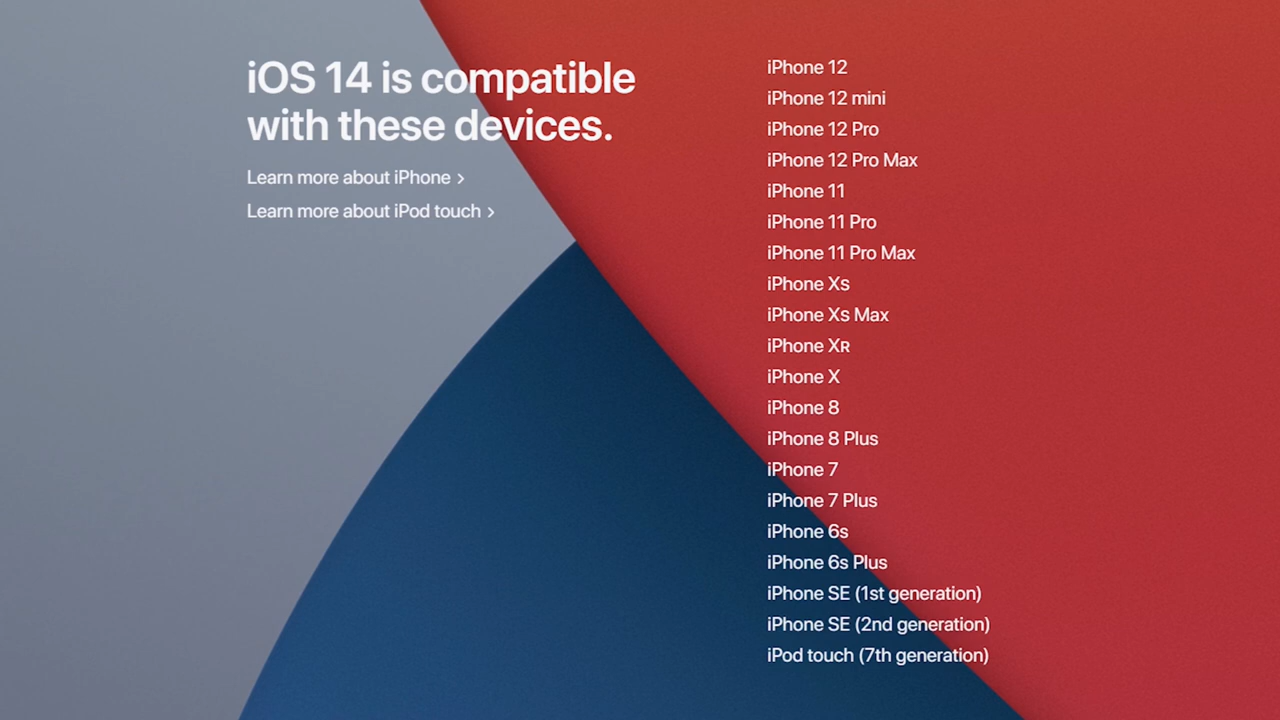 iOS 14 is compatible
with these devices.
Learn more about iPhone >
Learn more about iPod touch >
iPhone 12
iPhone 12 mini
iPhone 12 Pro
iPhone 12 Pro Max
iPhone 11
iPhone 11 Pro
iPhone 11 Pro Max
iPhone Xs
iPhone Xs Max
iPhone XR
iPhone X
iPhone 8
iPhone 8 Plus
iPhone 7
iPhone 7 Plus
iPhone 6s
iPhone 6s Plus
iPhone SE (1st generation)
iPhone SE (2nd generation)
iPod touch (7th generation)